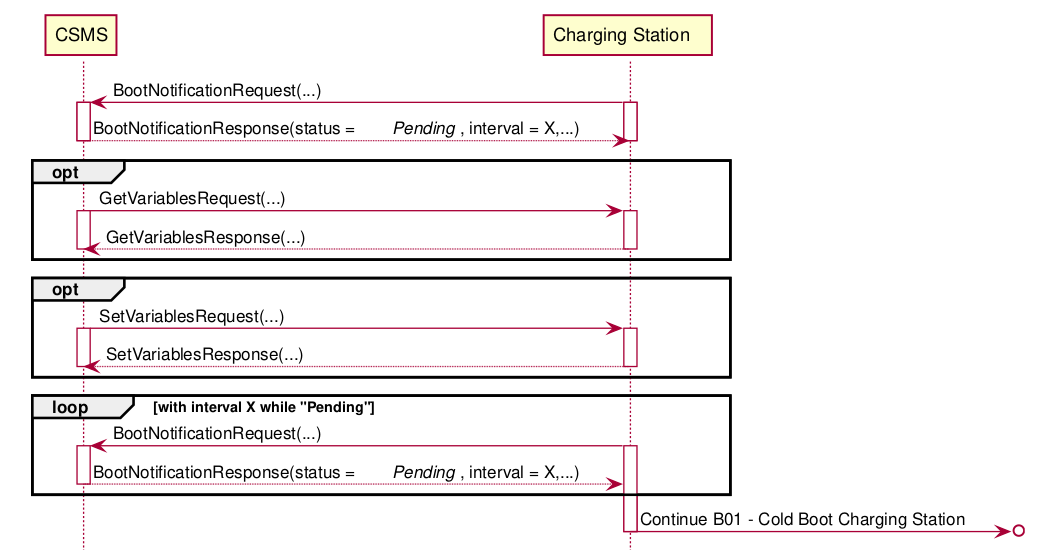 CSMS
Charging Station
BootNotificationRequest(...)
BootNotificationResponse(status = Pending , interval = X,...)
opt
GetVariablesRequest(...)
GetVariablesResponse(...)
opt
SetVariablesRequest(...)
SetVariablesResponse(...)
loop [with interval X while "Pending"]
BootNotificationRequest(...)
BootNotificationResponse(status = Pending , interval = X,...)
Continue B01 - Cold Boot Charging Station